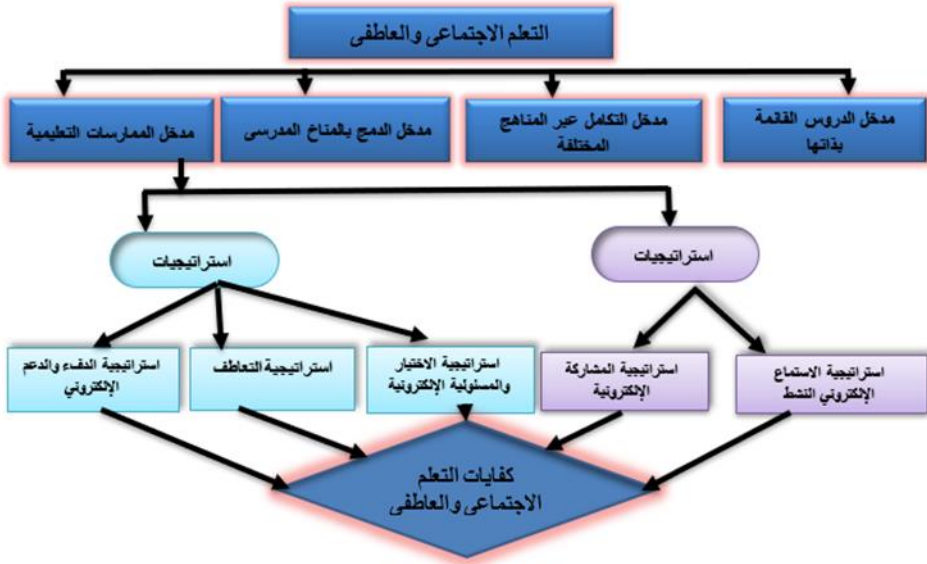 التعلم الاجتماعى والعاطفى
مدخل الدروس القائمة
بذاتها
مدخل التكامل عبر المناهج
المختلفة
مدخل الدمج بالمناخ المدرسى
مدخل الممارسات التعليمية
استراتيجيات
استراتيجيات
استراتيجية الاستماع
الإلكتروني النشط
استراتيجية المشاركة
الإلكترونية
استراتيجية الاختيار
والمسئولية الإلكترونية
استراتيجية التعاطف
استراتيجية الدفء والدعم
الإلكتروني
كفايات التعلم
الاجتماعى والعاطفى